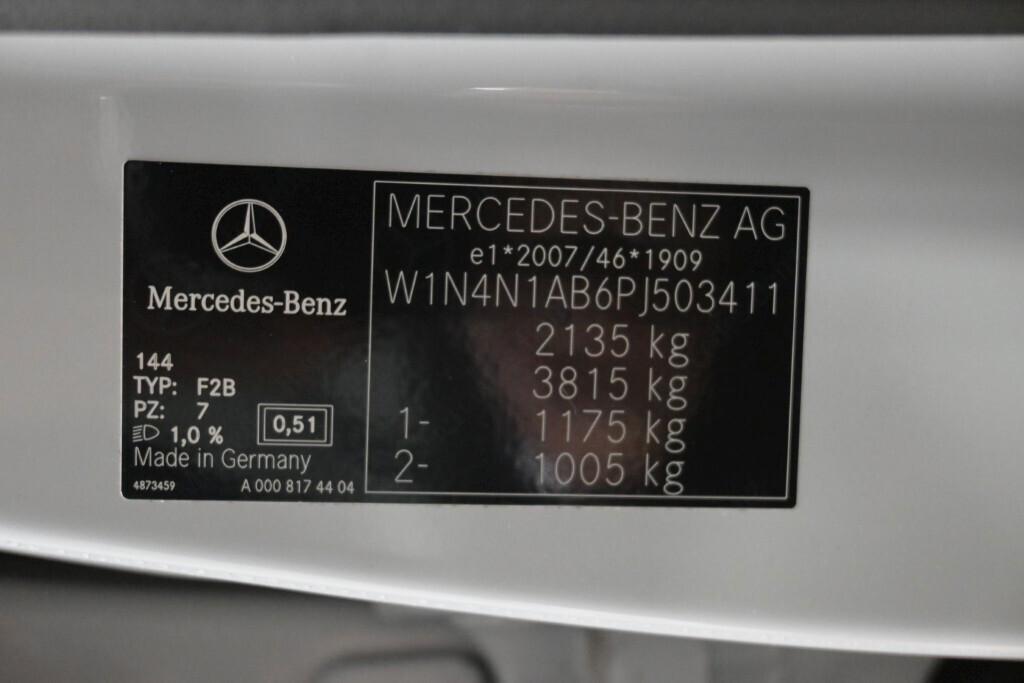 Mercedes-Benz
144
TYP: F2B
PZ: 7
1,0 %
0,51
Made in Germany
4873459 A 000 817 44 04
MERCEDES-BENZ AG
e1*2007/46*1909
W1N4N1AB6PJ503411
2135 kg
3815 kg
1- 1175 kg
2- 1005 kg